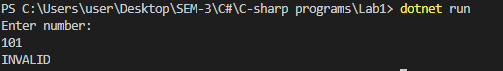 PS C:\Users\user\Desktop\SEM-3\C#\C-sharp programs\Lab1> dotnet run
Enter number:
101
INVALID